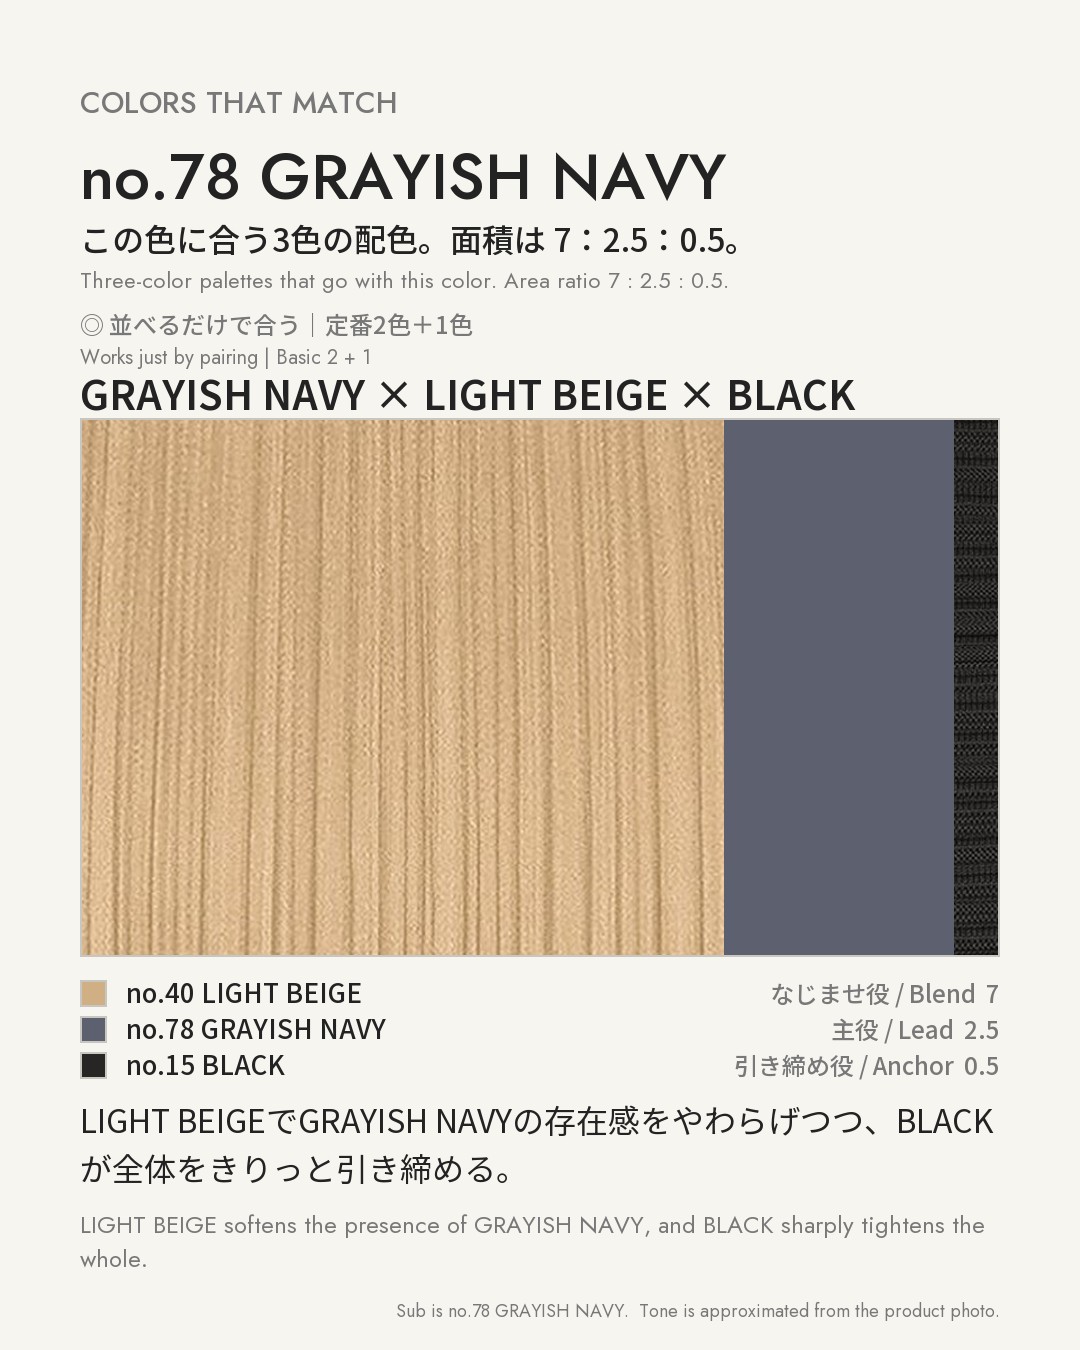 COLORS THAT MATCH
no.78 GRAYISH NAVY
この色に合う3色の配色。面積は 7：2.5：0.5。
Three-color palettes that go with this color. Area ratio 7 : 2.5 : 0.5.
◎ 並べるだけで合う｜定番2色＋1色
Works just by pairing | Basic 2 + 1
GRAYISH NAVY × LIGHT BEIGE × BLACK
no.40 LIGHT BEIGE なじませ役 / Blend 7
no.78 GRAYISH NAVY 主役 / Lead 2.5
no.15 BLACK 引き締め役 / Anchor 0.5
LIGHT BEIGEでGRAYISH NAVYの存在感をやわらげつつ、BLACK
が全体をきりっと引き締める。
LIGHT BEIGE softens the presence of GRAYISH NAVY, and BLACK sharply tightens the
whole.
Sub is no.78 GRAYISH NAVY. Tone is approximated from the product photo.